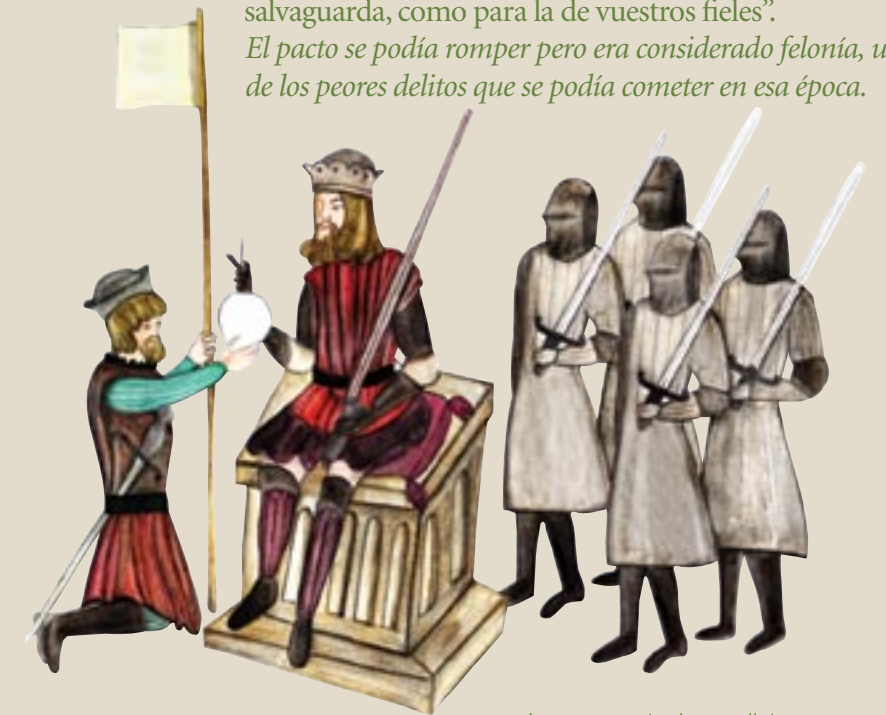 salvaguarda, como para la de vuestros fieles”.
El pacto se podía romper pero era considerado felonía, u
de los peores delitos que se podía cometer en esa época.